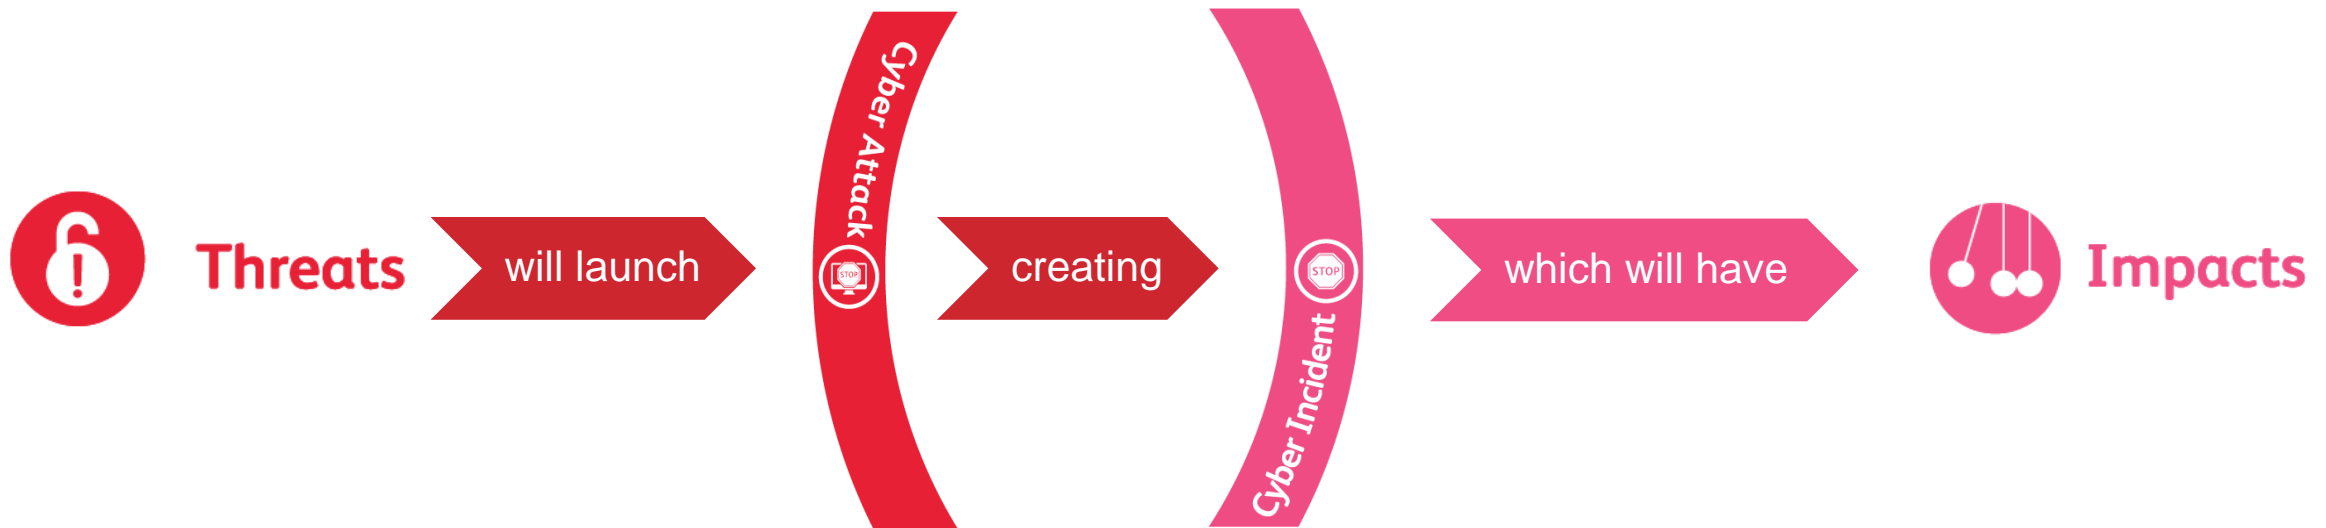 Threats
will launch
Cyber Attack
STOP
creating
STOP
Cyber Incident
which will have
Impacts